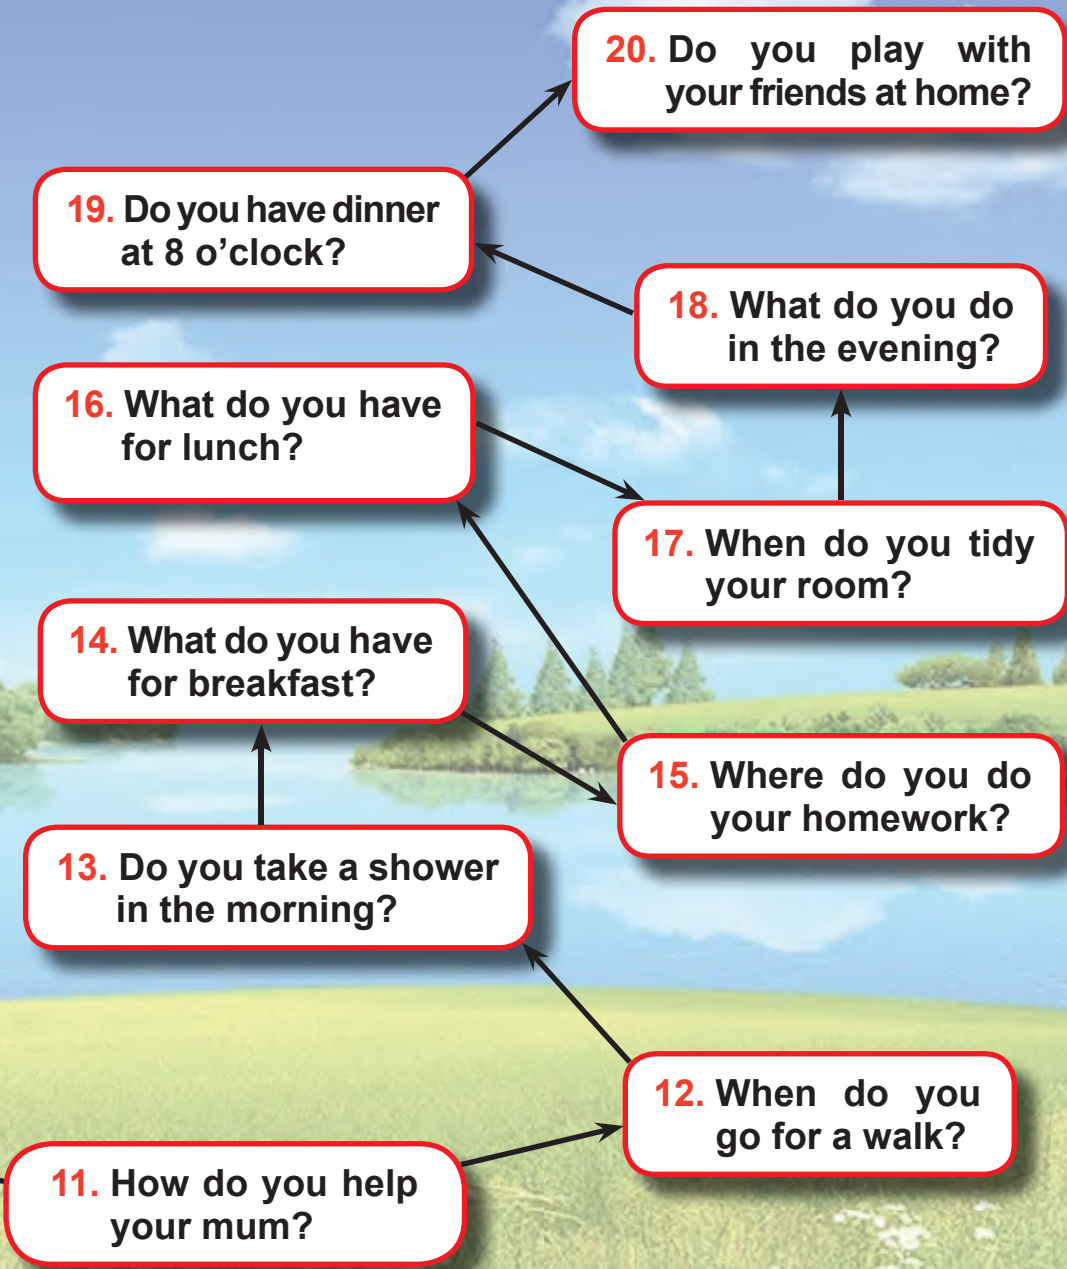 20. Do you play with
your friends at home?
19. Do you have dinner
at 8 o’clock?
18. What do you do
in the evening?
16. What do you have
for lunch?
17. When do you tidy
your room?
14. What do you have
for breakfast?
15. Where do you do
your homework?
13. Do you take a shower
in the morning?
12. When do you
go for a walk?
11. How do you help
your mum?